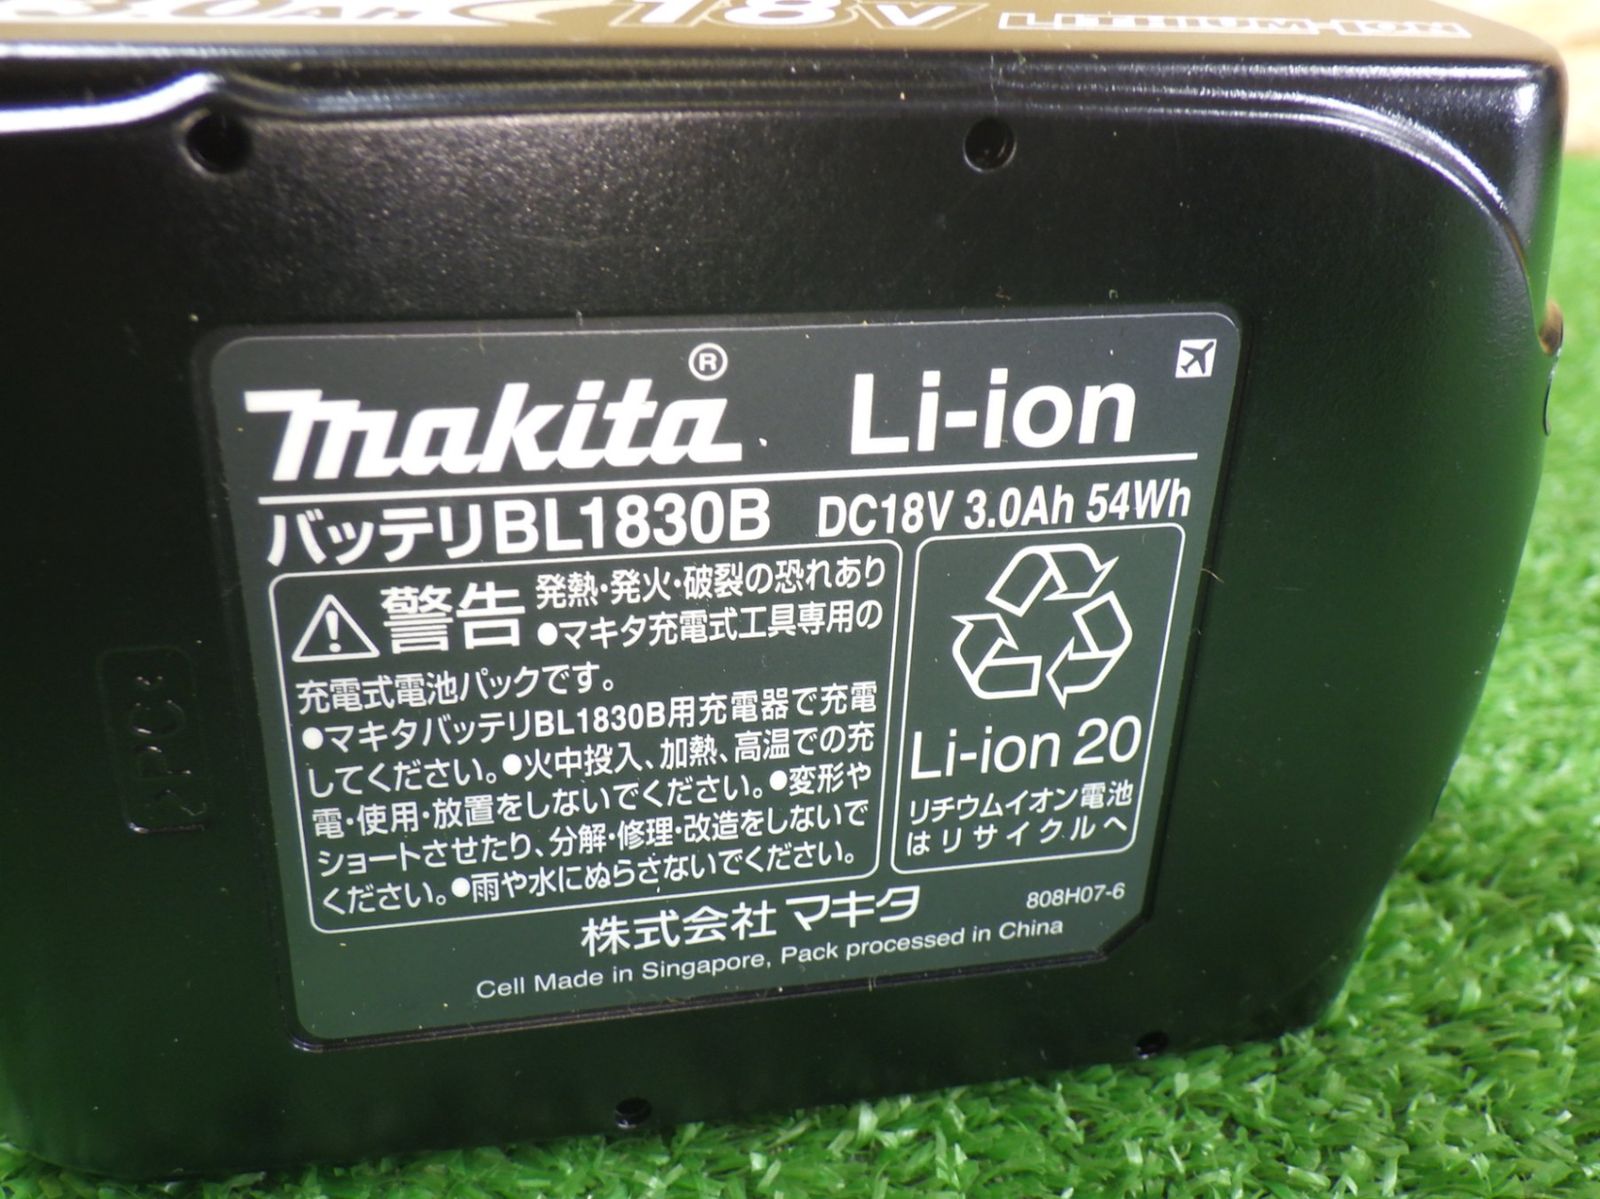 3.0Ah 18V LITHIUM-ION
makita® Li-ion
バッテリBL1830B DC18V 3.0Ah 54Wh
警告 発熱・発火・破裂の恐れあり
●マキタ充電式工具専用の
充電式電池パックです。
●マキタバッテリBL1830B用充電器で充電
してください。●火中投入、加熱、高温での充
電・使用・放置をしないでください。●変形や
ショートさせたり、分解・修理・改造をしないで
ください。●雨や水にぬらさないでください。
Li-ion 20
リチウムイオン電池
はリサイクルへ
株式会社マキタ 808H07-6
Cell Made in Singapore, Pack processed in China
>PC<